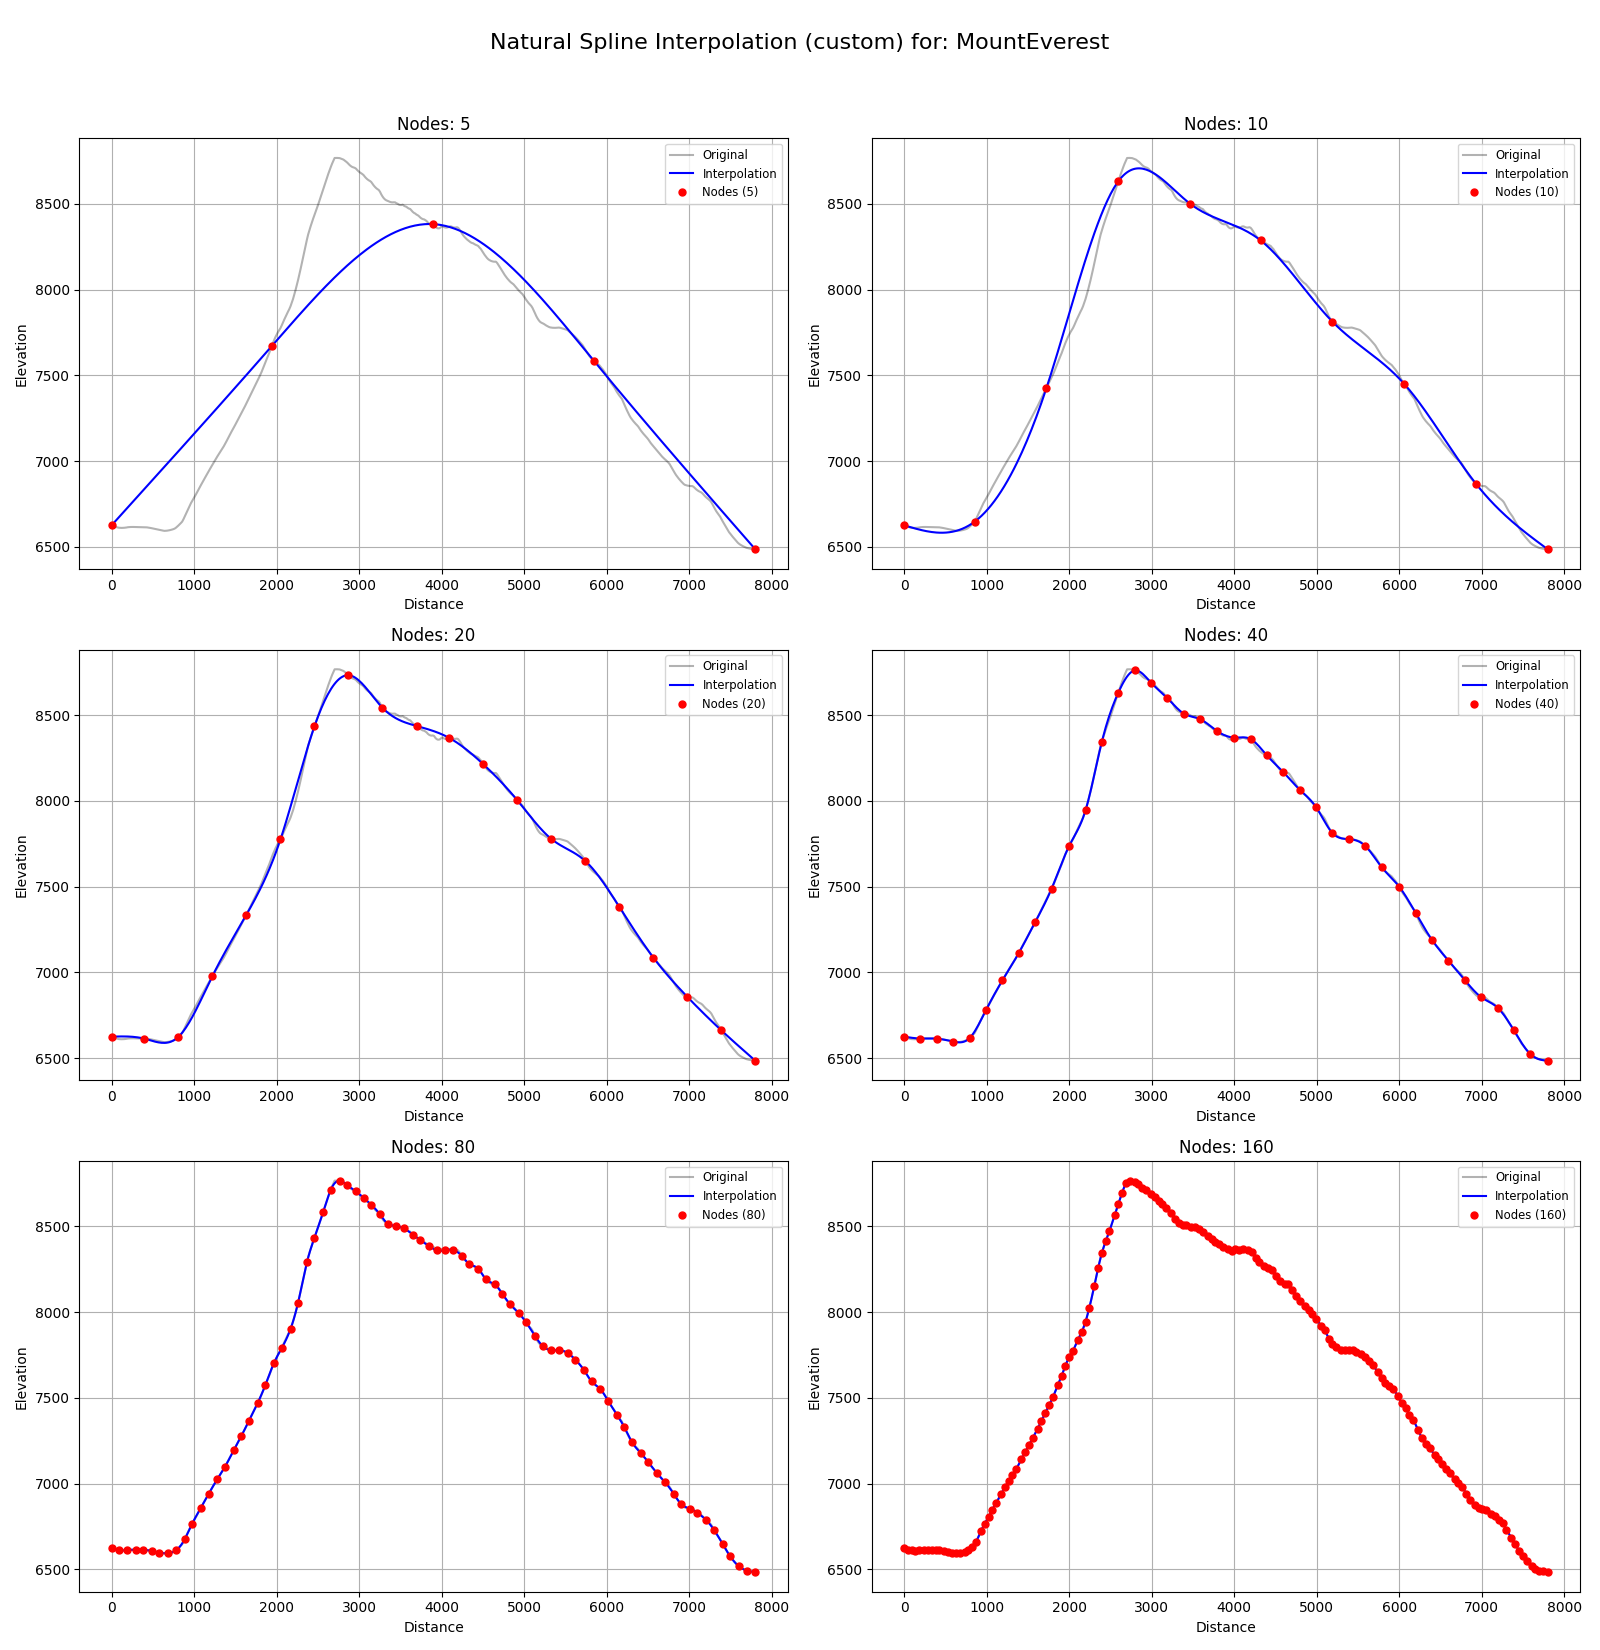 Natural Spline Interpolation (custom) for: MountEverest
Nodes: 5
Original
Interpolation
Nodes (5)
Elevation
8500
8000
7500
7000
6500
0 1000 2000 3000 4000 5000 6000 7000 8000
Distance
Nodes: 10
Original
Interpolation
Nodes (10)
Elevation
8500
8000
7500
7000
6500
0 1000 2000 3000 4000 5000 6000 7000 8000
Distance
Nodes: 20
Original
Interpolation
Nodes (20)
Elevation
8500
8000
7500
7000
6500
0 1000 2000 3000 4000 5000 6000 7000 8000
Distance
Nodes: 40
Original
Interpolation
Nodes (40)
Elevation
8500
8000
7500
7000
6500
0 1000 2000 3000 4000 5000 6000 7000 8000
Distance
Nodes: 80
Original
Interpolation
Nodes (80)
Elevation
8500
8000
7500
7000
6500
0 1000 2000 3000 4000 5000 6000 7000 8000
Distance
Nodes: 160
Original
Interpolation
Nodes (160)
Elevation
8500
8000
7500
7000
6500
0 1000 2000 3000 4000 5000 6000 7000 8000
Distance